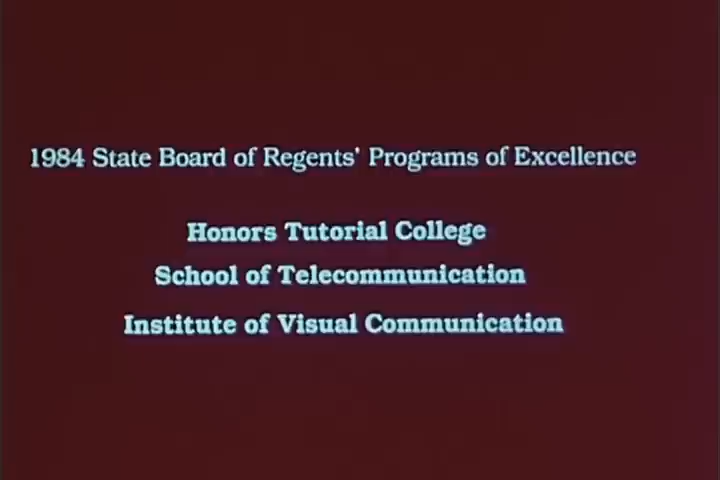 1984 State Board of Regents' Programs of Excellence
Honors Tutorial College
School of Telecommunication
Institute of Visual Communication